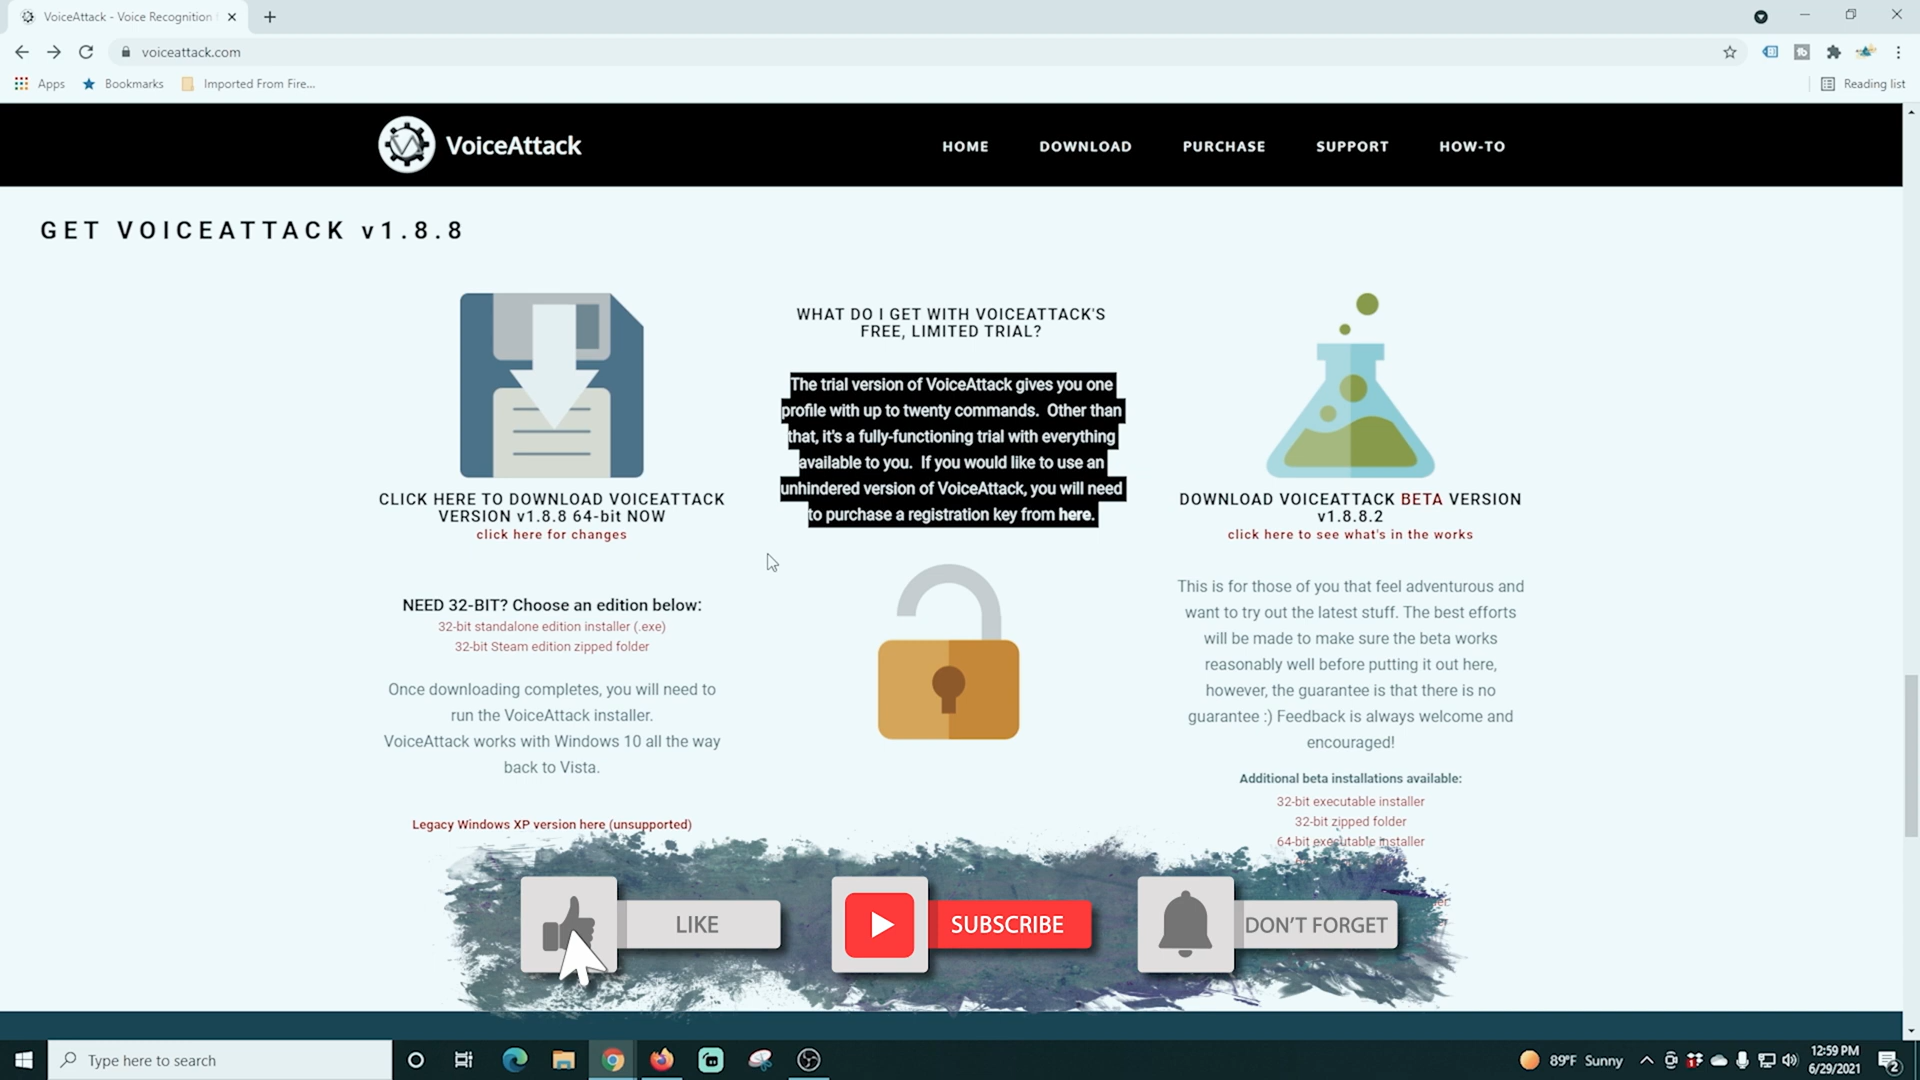 VoiceAttack - Voice Recognition
voiceattack.com
Apps
Bookmarks
Imported From Fire...
Reading list
VoiceAttack
HOME
DOWNLOAD
PURCHASE
SUPPORT
HOW-TO
GET VOICEATTACK v1.8.8
CLICK HERE TO DOWNLOAD VOICEATTACK
VERSION v1.8.8 64-bit NOW
click here for changes
NEED 32-BIT? Choose an edition below:
32-bit standalone edition installer (.exe)
32-bit Steam edition zipped folder
Once downloading completes, you will need to
run the VoiceAttack installer.
VoiceAttack works with Windows 10 all the way
back to Vista.
Legacy Windows XP version here (unsupported)
WHAT DO I GET WITH VOICEATTACK'S
FREE, LIMITED TRIAL?
The trial version of VoiceAttack gives you one
profile with up to twenty commands. Other than
that, it's a fully-functioning trial with everything
available to you. If you would like to use an
unhindered version of VoiceAttack, you will need
to purchase a registration key from here.
DOWNLOAD VOICEATTACK BETA VERSION
v1.8.8.2
click here to see what's in the works
This is for those of you that feel adventurous and
want to try out the latest stuff. The best efforts
will be made to make sure the beta works
reasonably well before putting it out here,
however, the guarantee is that there is no
guarantee :) Feedback is always welcome and
encouraged!
Additional beta installations available:
32-bit executable installer
32-bit zipped folder
64-bit executable installer
LIKE
SUBSCRIBE
DON'T FORGET
Type here to search
89°F Sunny
12:59 PM
6/29/2021
2